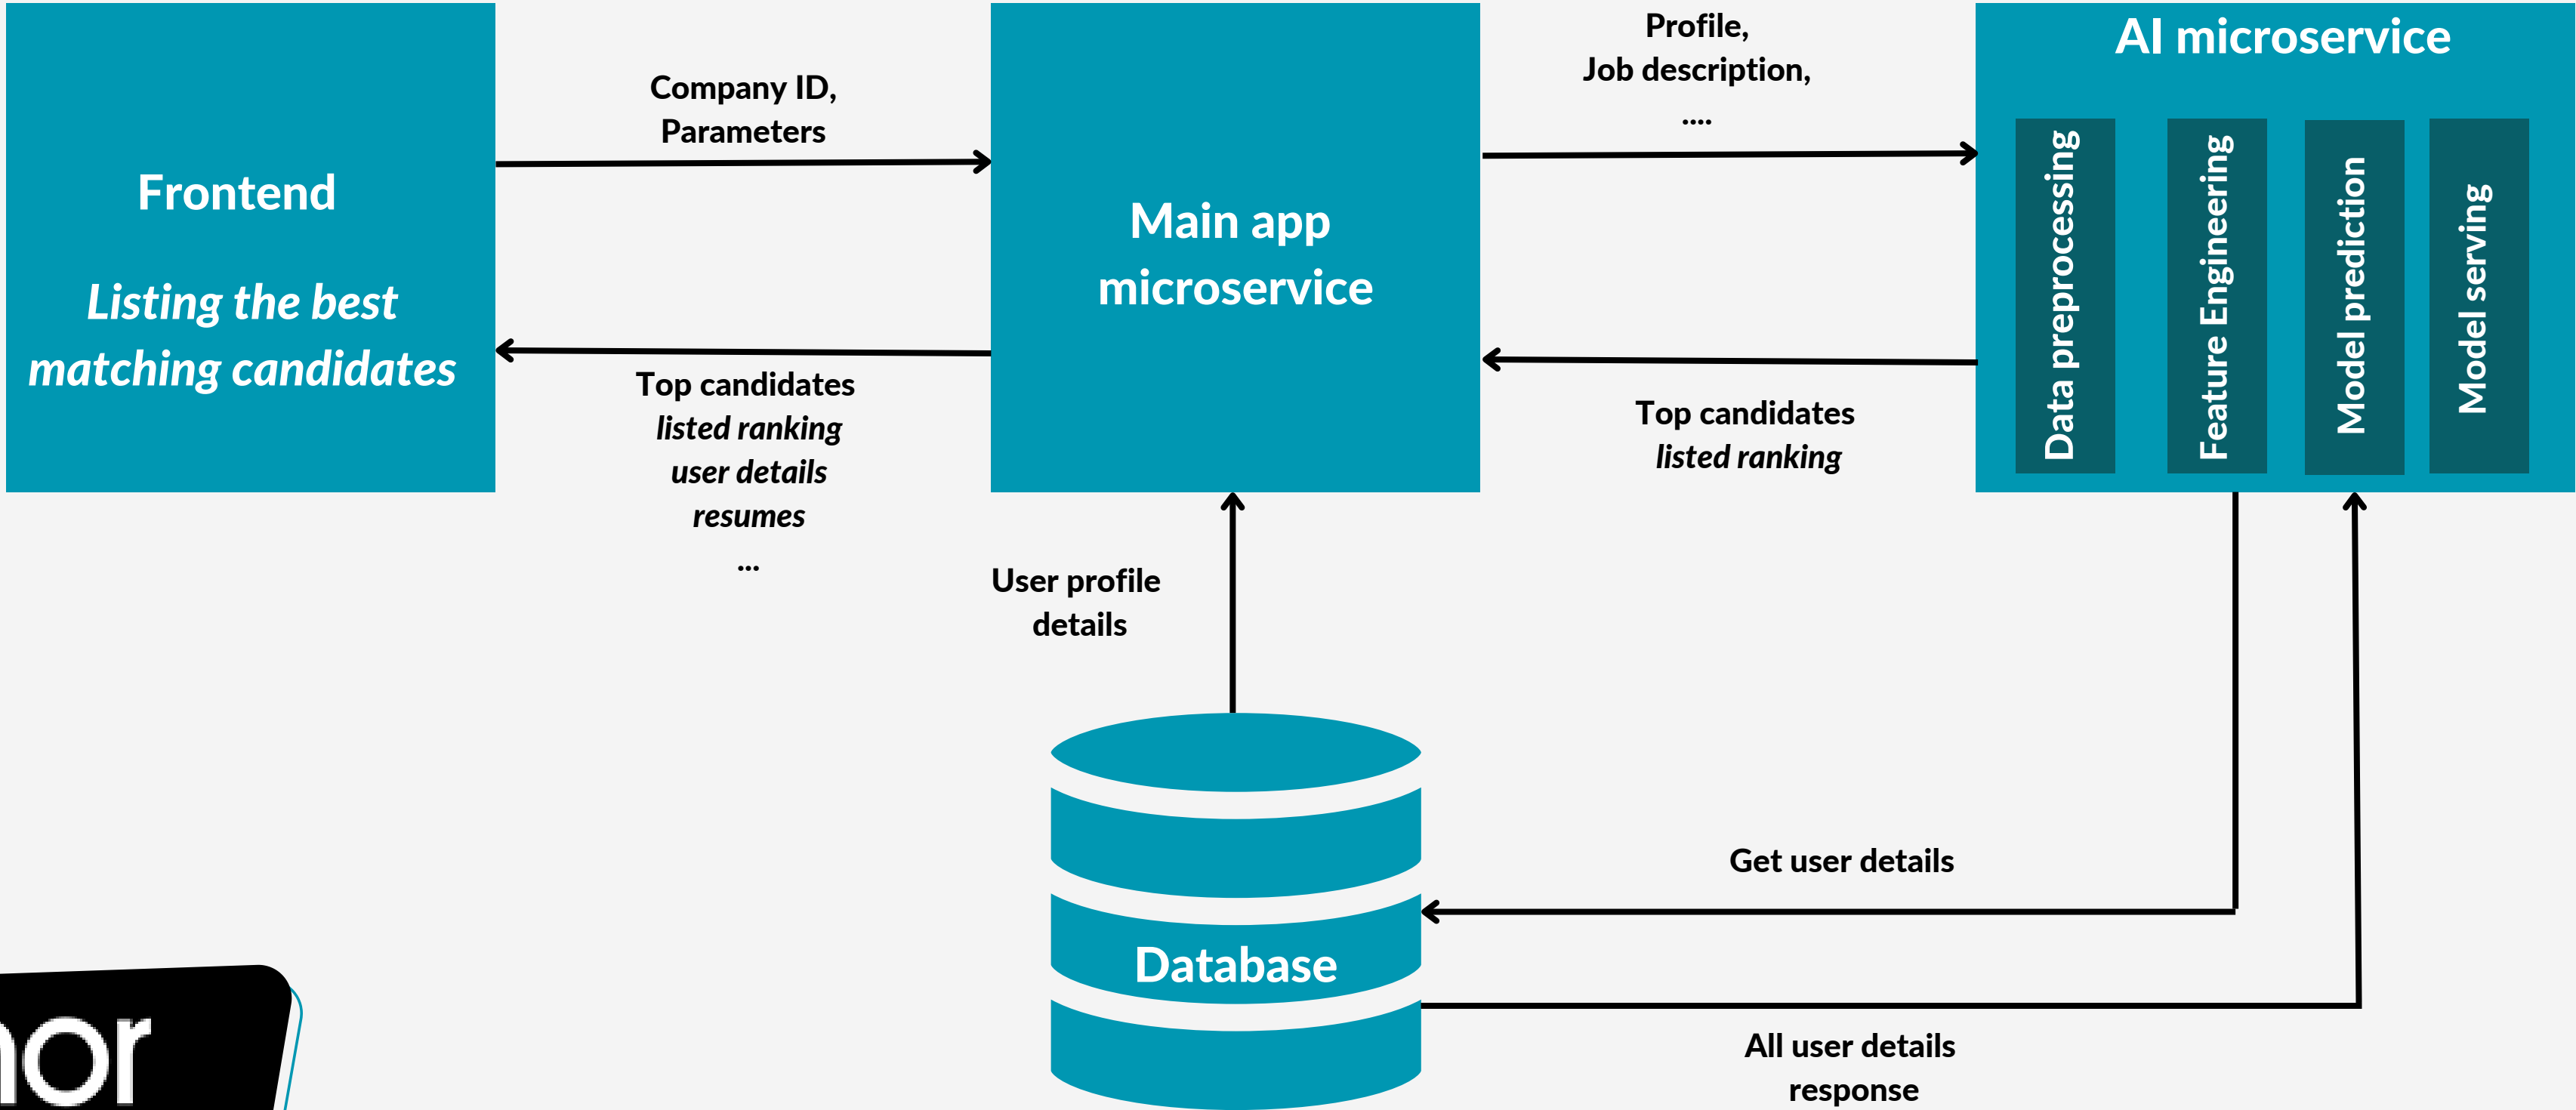 Frontend
Listing the best
matching candidates
Company ID,
Parameters
Top candidates
listed ranking
user details
resumes
...
Main app
microservice
Profile,
Job description,
....
Top candidates
listed ranking
AI microservice
Data preprocessing
Feature Engineering
Model prediction
Model serving
User profile
details
Database
Get user details
All user details
response